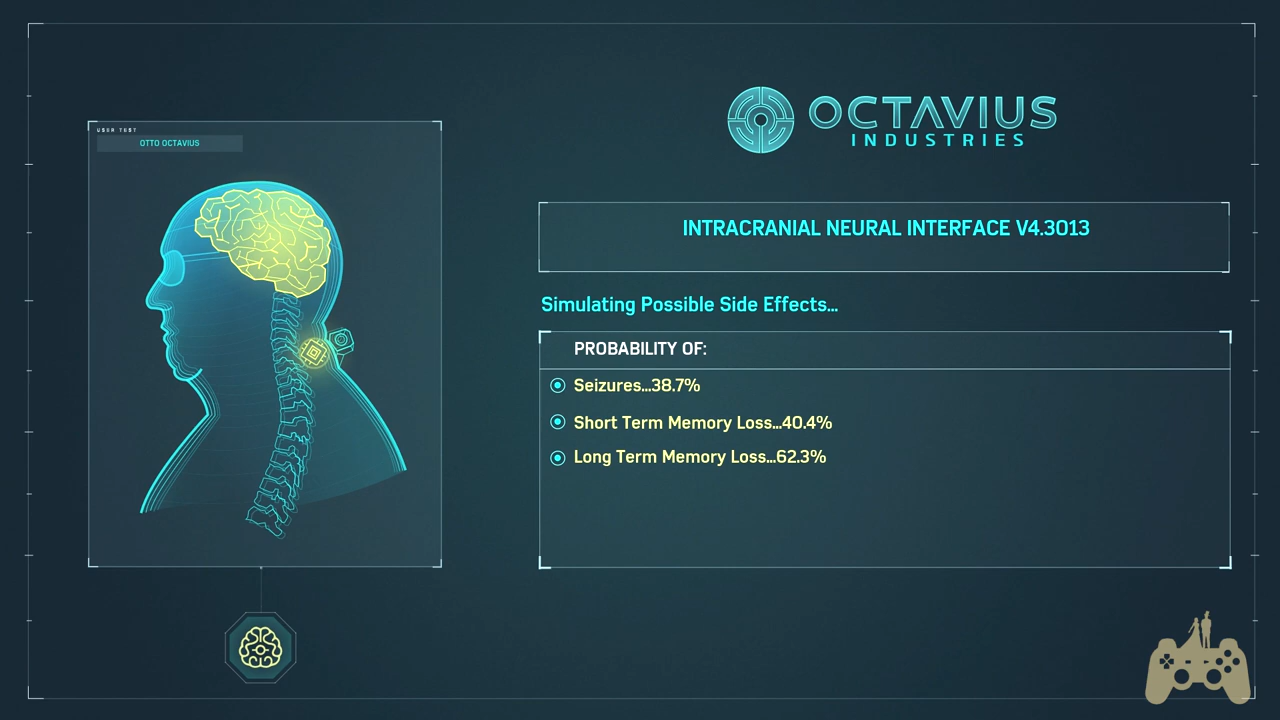 USER TEST
OTTO OCTAVIUS
OCTAVIUS
INDUSTRIES
INTRACRANIAL NEURAL INTERFACE V4.3013
Simulating Possible Side Effects...
PROBABILITY OF:
Seizures...38.7%
Short Term Memory Loss...40.4%
Long Term Memory Loss...62.3%